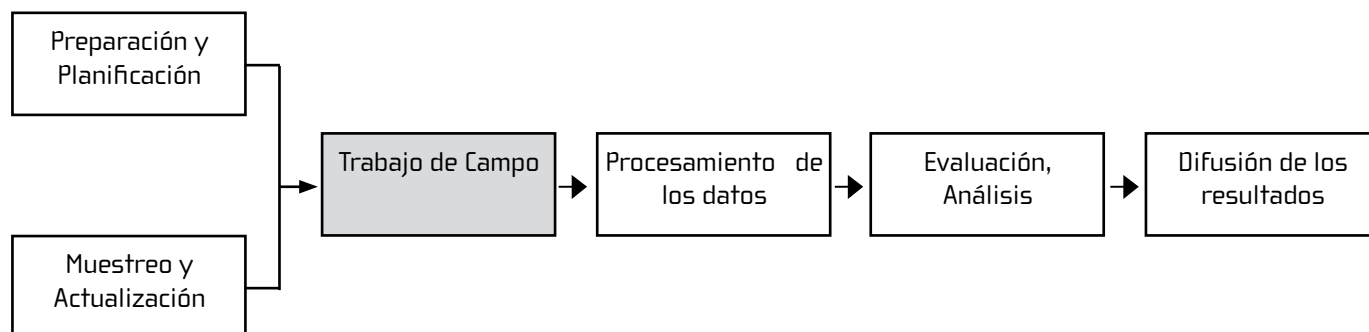 Preparación y
Planificación
Muestreo y
Actualización
Trabajo de Campo
Procesamiento de
los datos
Evaluación,
Análisis
Difusión de los
resultados